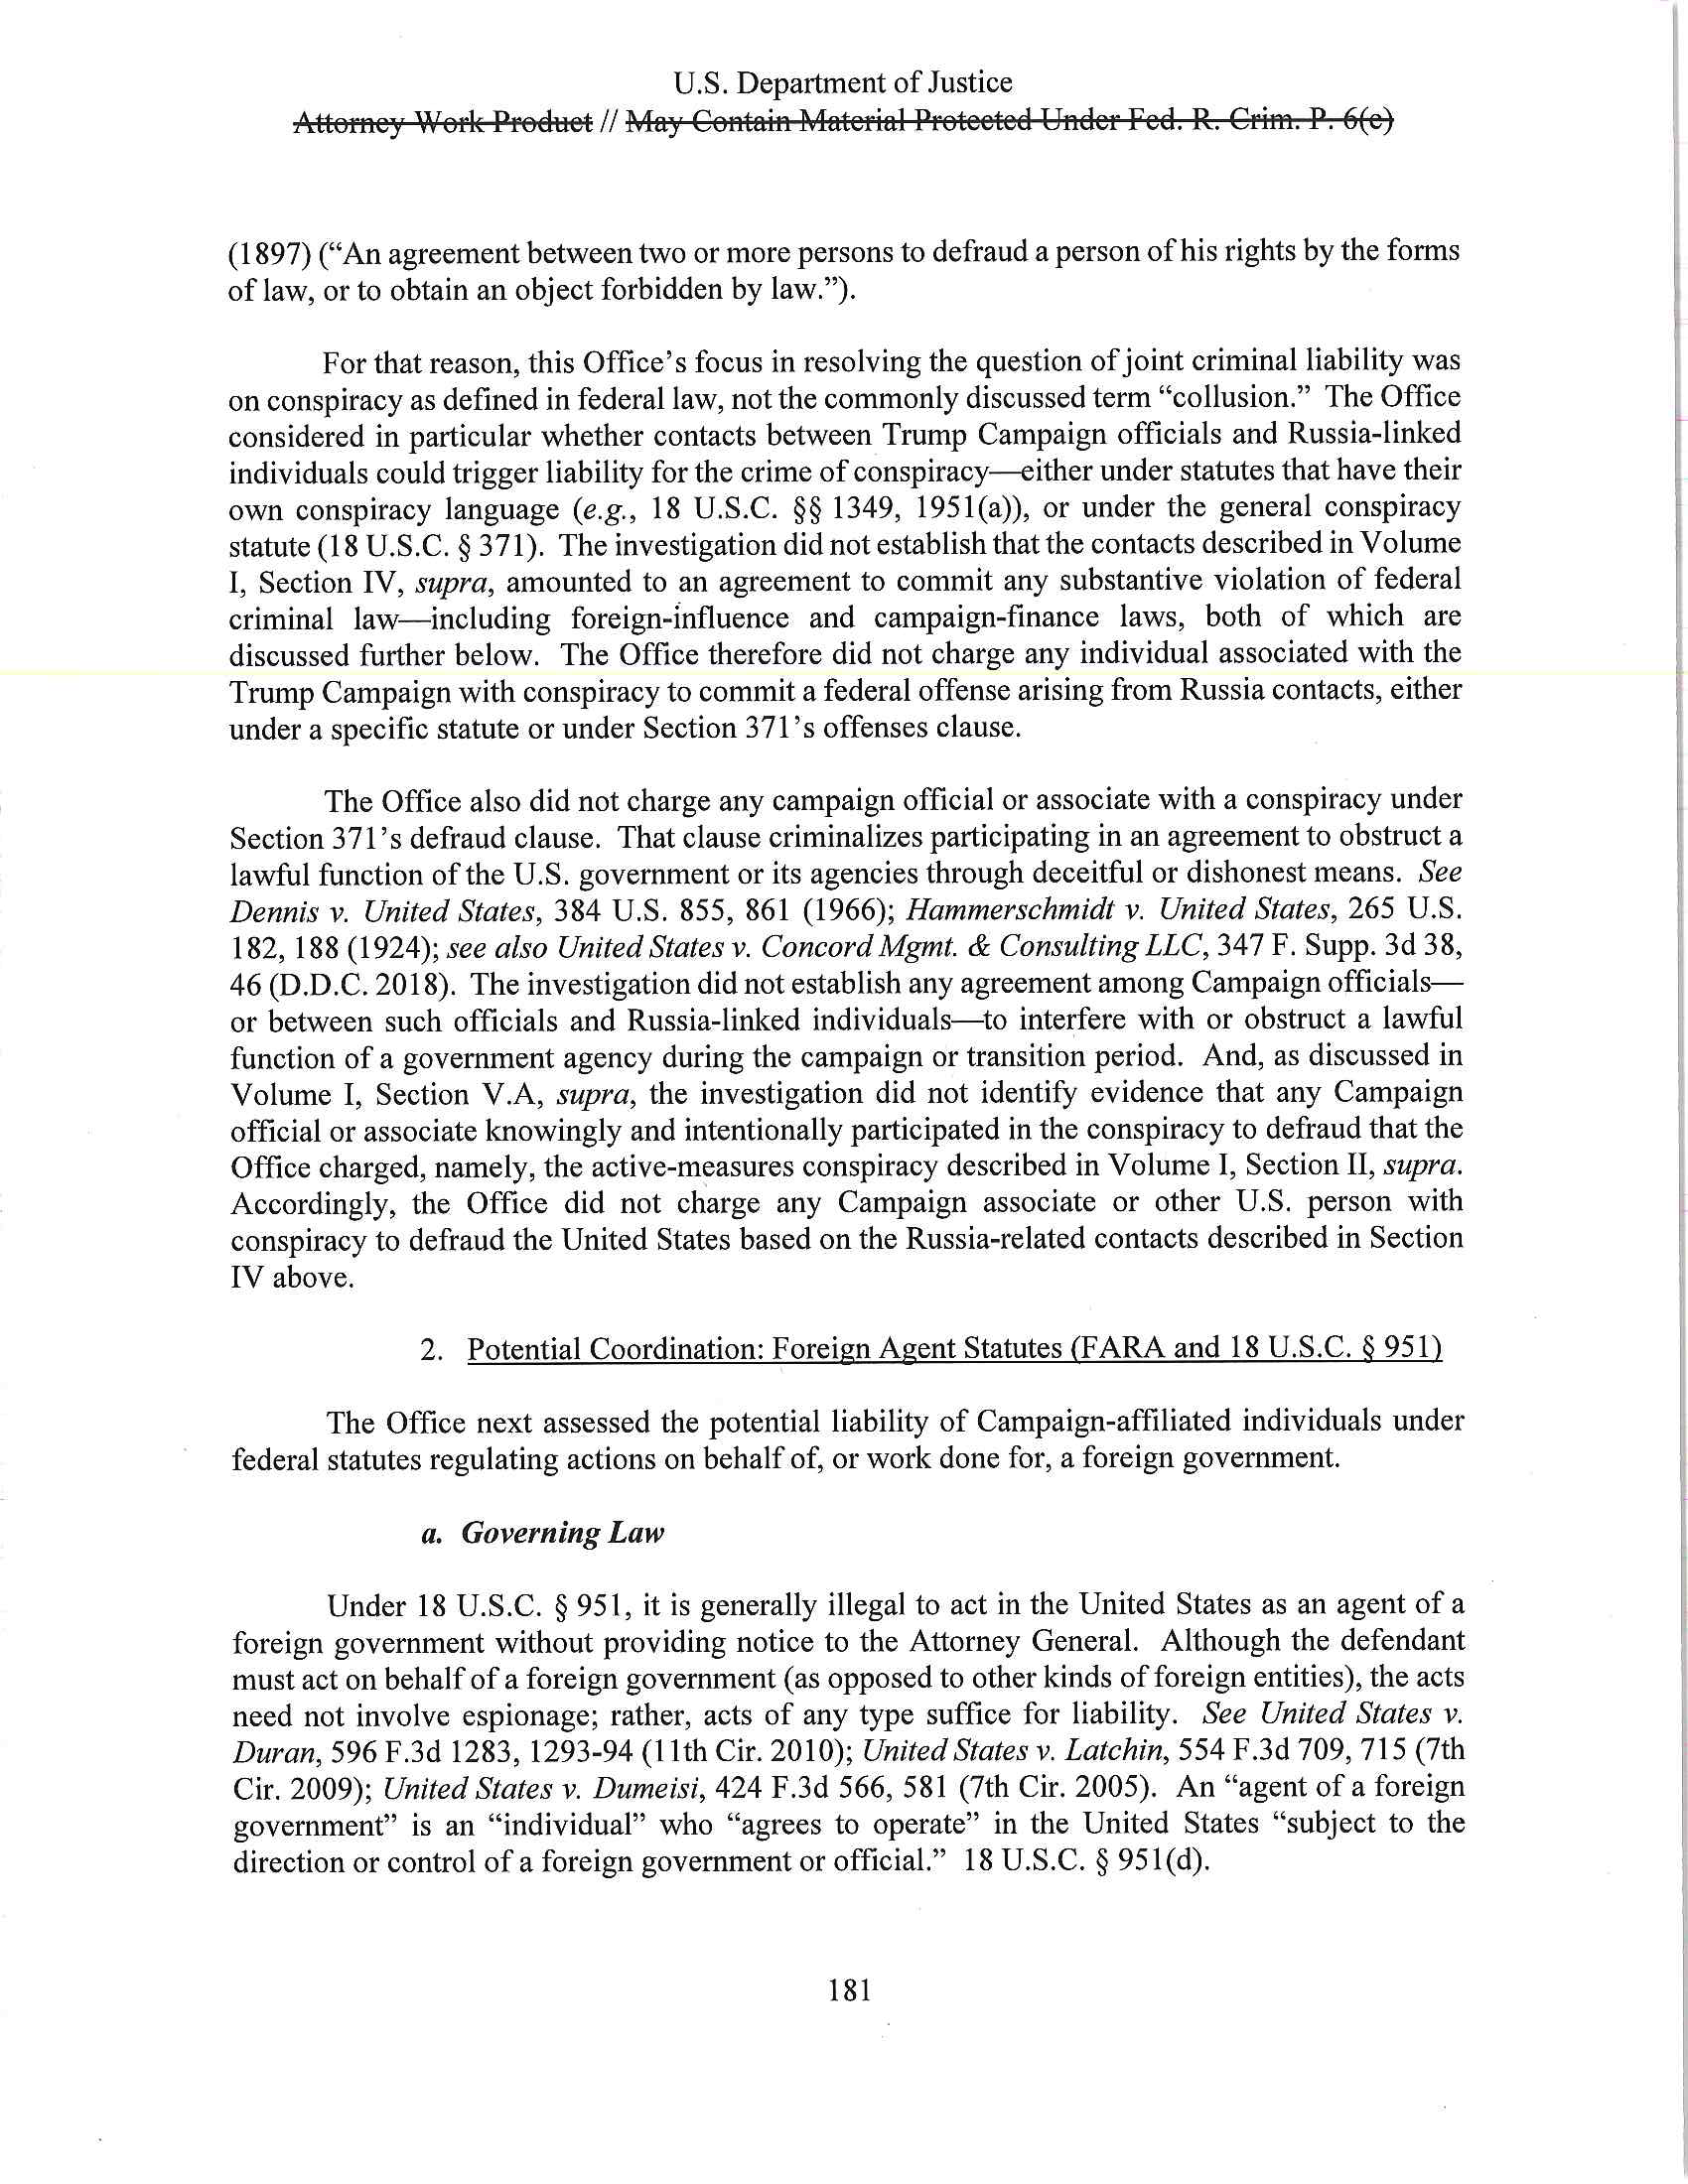 U.S. Department of Justice
Attorney Work Product // May Contain Material Protected Under Fed. R. Crim. P. 6(e)
(1897) (“An agreement between two or more persons to defraud a person of his rights by the forms
of law, or to obtain an object forbidden by law.”).
For that reason, this Office’s focus in resolving the question of joint criminal liability was
on conspiracy as defined in federal law, not the commonly discussed term “collusion.” The Office
considered in particular whether contacts between Trump Campaign officials and Russia-linked
individuals could trigger liability for the crime of conspiracy—either under statutes that have their
own conspiracy language (e.g., 18 U.S.C. §§ 1349, 1951(a)), or under the general conspiracy
statute (18 U.S.C. § 371). The investigation did not establish that the contacts described in Volume
I, Section IV, supra, amounted to an agreement to commit any substantive violation of federal
criminal law—including foreign-influence and campaign-finance laws, both of which are
discussed further below. The Office therefore did not charge any individual associated with the
Trump Campaign with conspiracy to commit a federal offense arising from Russia contacts, either
under a specific statute or under Section 371’s offenses clause.
The Office also did not charge any campaign official or associate with a conspiracy under
Section 371’s defraud clause. That clause criminalizes participating in an agreement to obstruct a
lawful function of the U.S. government or its agencies through deceitful or dishonest means. See
Dennis v. United States, 384 U.S. 855, 861 (1966); Hammerschmidt v. United States, 265 U.S.
182, 188 (1924); see also United States v. Concord Mgmt. & Consulting LLC, 347 F. Supp. 3d 38,
46 (D.D.C. 2018). The investigation did not establish any agreement among Campaign officials—
or between such officials and Russia-linked individuals—to interfere with or obstruct a lawful
function of a government agency during the campaign or transition period. And, as discussed in
Volume I, Section V.A, supra, the investigation did not identify evidence that any Campaign
official or associate knowingly and intentionally participated in the conspiracy to defraud that the
Office charged, namely, the active-measures conspiracy described in Volume I, Section II, supra.
Accordingly, the Office did not charge any Campaign associate or other U.S. person with
conspiracy to defraud the United States based on the Russia-related contacts described in Section
IV above.
2. Potential Coordination: Foreign Agent Statutes (FARA and 18 U.S.C. § 951)
The Office next assessed the potential liability of Campaign-affiliated individuals under
federal statutes regulating actions on behalf of, or work done for, a foreign government.
a. Governing Law
Under 18 U.S.C. § 951, it is generally illegal to act in the United States as an agent of a
foreign government without providing notice to the Attorney General. Although the defendant
must act on behalf of a foreign government (as opposed to other kinds of foreign entities), the acts
need not involve espionage; rather, acts of any type suffice for liability. See United States v.
Duran, 596 F.3d 1283, 1293-94 (11th Cir. 2010); United States v. Latchin, 554 F.3d 709, 715 (7th
Cir. 2009); United States v. Dumeisi, 424 F.3d 566, 581 (7th Cir. 2005). An “agent of a foreign
government” is an “individual” who “agrees to operate” in the United States “subject to the
direction or control of a foreign government or official.” 18 U.S.C. § 951(d).
181